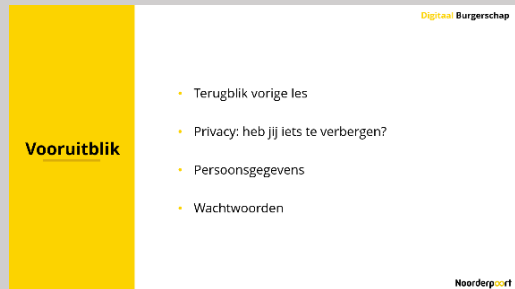 Digitaal Burgerschap
Vooruitblik
• Terugblik vorige les
• Privacy: heb jij iets te verbergen?
• Persoonsgegevens
• Wachtwoorden
Noorderpoort